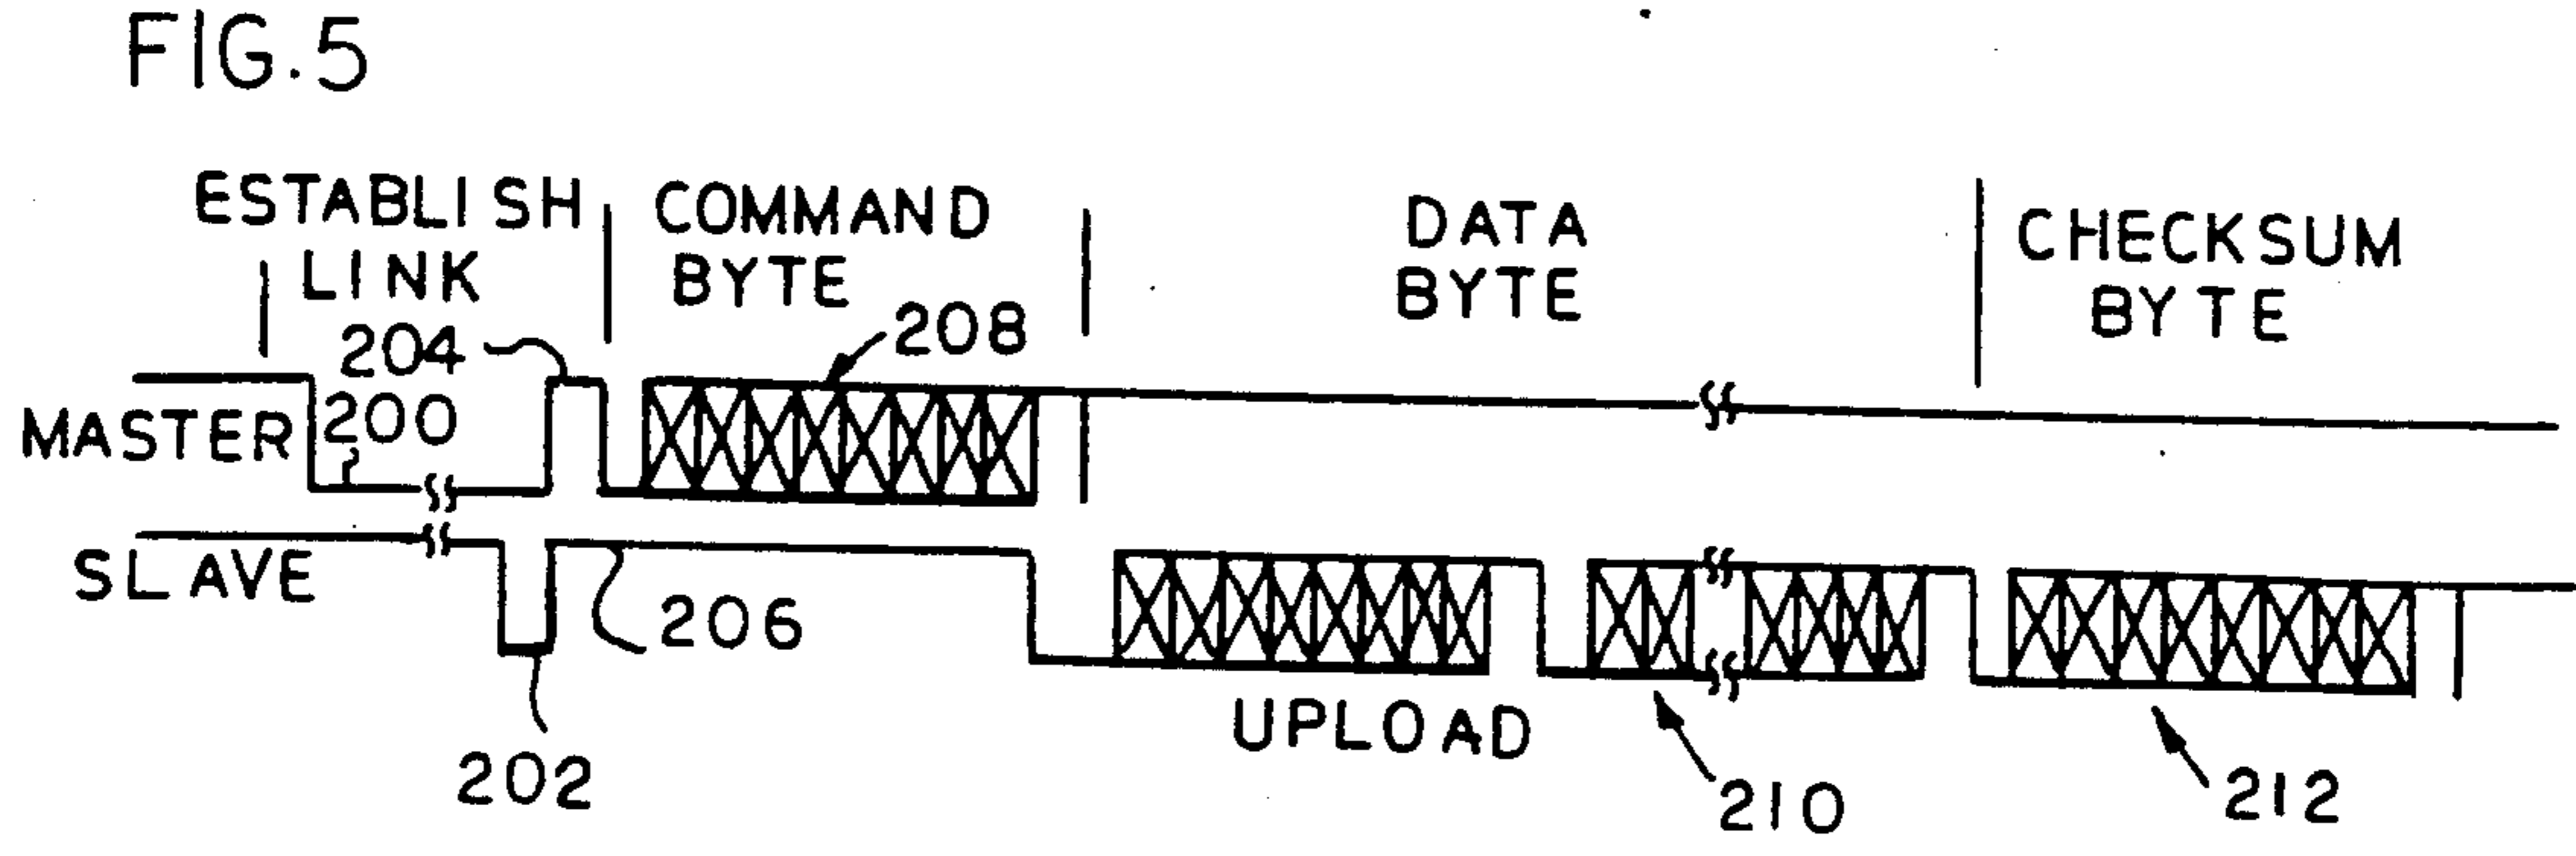 FIG.5
ESTABLISH
LINK
COMMAND
BYTE
DATA
BYTE
CHECKSUM
BYTE
204
208
200
MASTER
SLAVE
206
202
UPLOAD
210
212